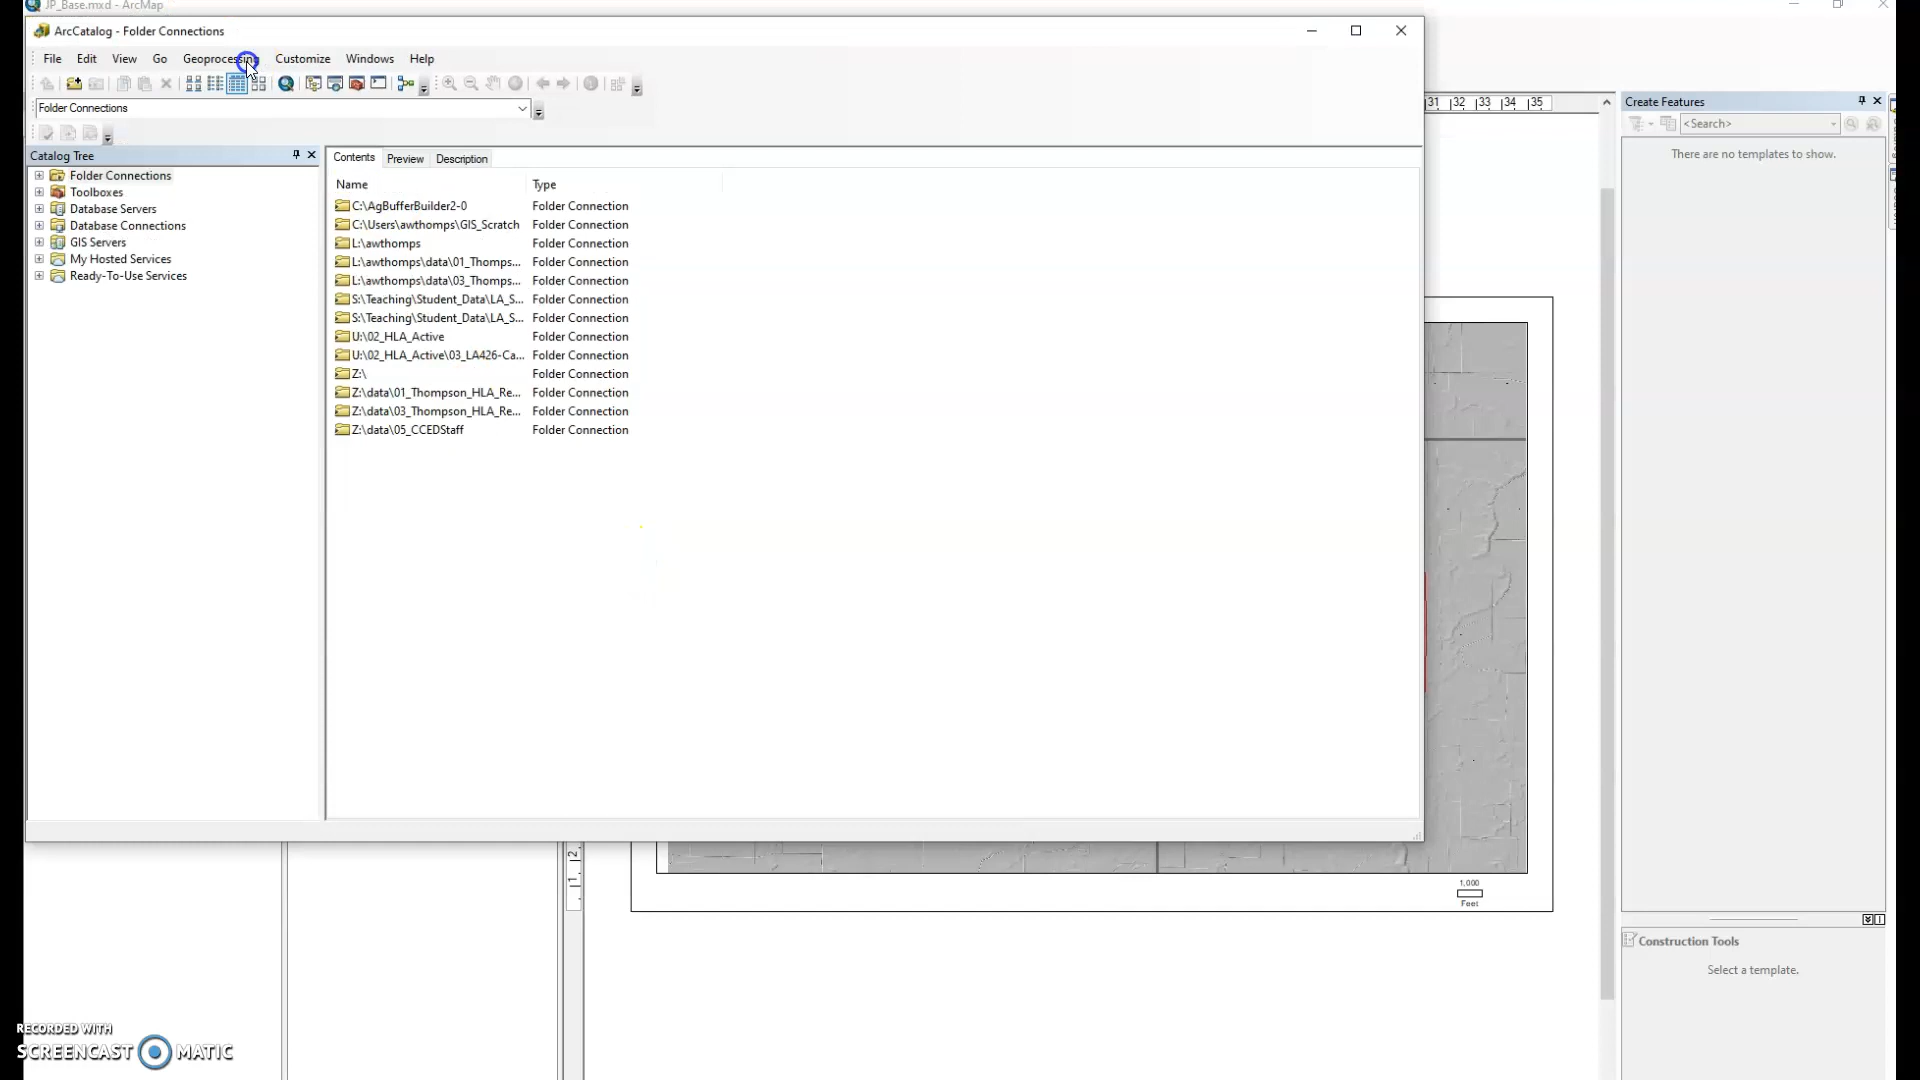 JP_Base.mxd - ArcMap
ArcCatalog - Folder Connections
File Edit View Go Geoprocessing Customize Windows Help
Folder Connections
Catalog Tree
Folder Connections
Toolboxes
Database Servers
Database Connections
GIS Servers
My Hosted Services
Ready-To-Use Services
Contents Preview Description
Name Type
C:\AgBufferBuilder2-0 Folder Connection
C:\Users\awthomps\GIS_Scratch Folder Connection
L:\awthomps Folder Connection
L:\awthomps\data\01_Thomps... Folder Connection
L:\awthomps\data\03_Thomps... Folder Connection
S:\Teaching\Student_Data\LA_S... Folder Connection
S:\Teaching\Student_Data\LA_S... Folder Connection
U:\02_HLA_Active Folder Connection
U:\02_HLA_Active\03_LA426-Ca... Folder Connection
Z:\ Folder Connection
Z:\data\01_Thompson_HLA_Re... Folder Connection
Z:\data\03_Thompson_HLA_Re... Folder Connection
Z:\data\05_CCEDStaff Folder Connection
31 32 33 34 35
Create Features
<Search>
There are no templates to show.
2
1
1,000
Feet
Construction Tools
Select a template.
RECORDED WITH
SCREENCAST MATIC